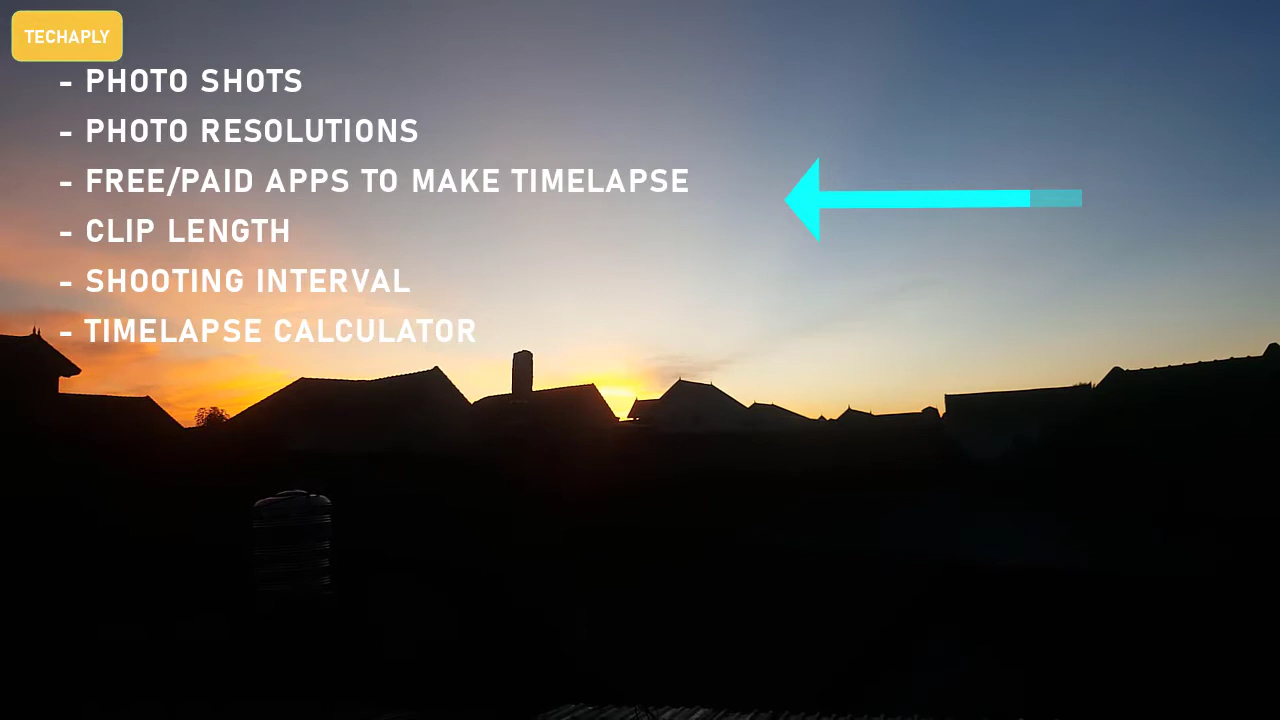 TECHAPLY
- PHOTO SHOTS
- PHOTO RESOLUTIONS
- FREE/PAID APPS TO MAKE TIMELAPSE
- CLIP LENGTH
- SHOOTING INTERVAL
- TIMELAPSE CALCULATOR